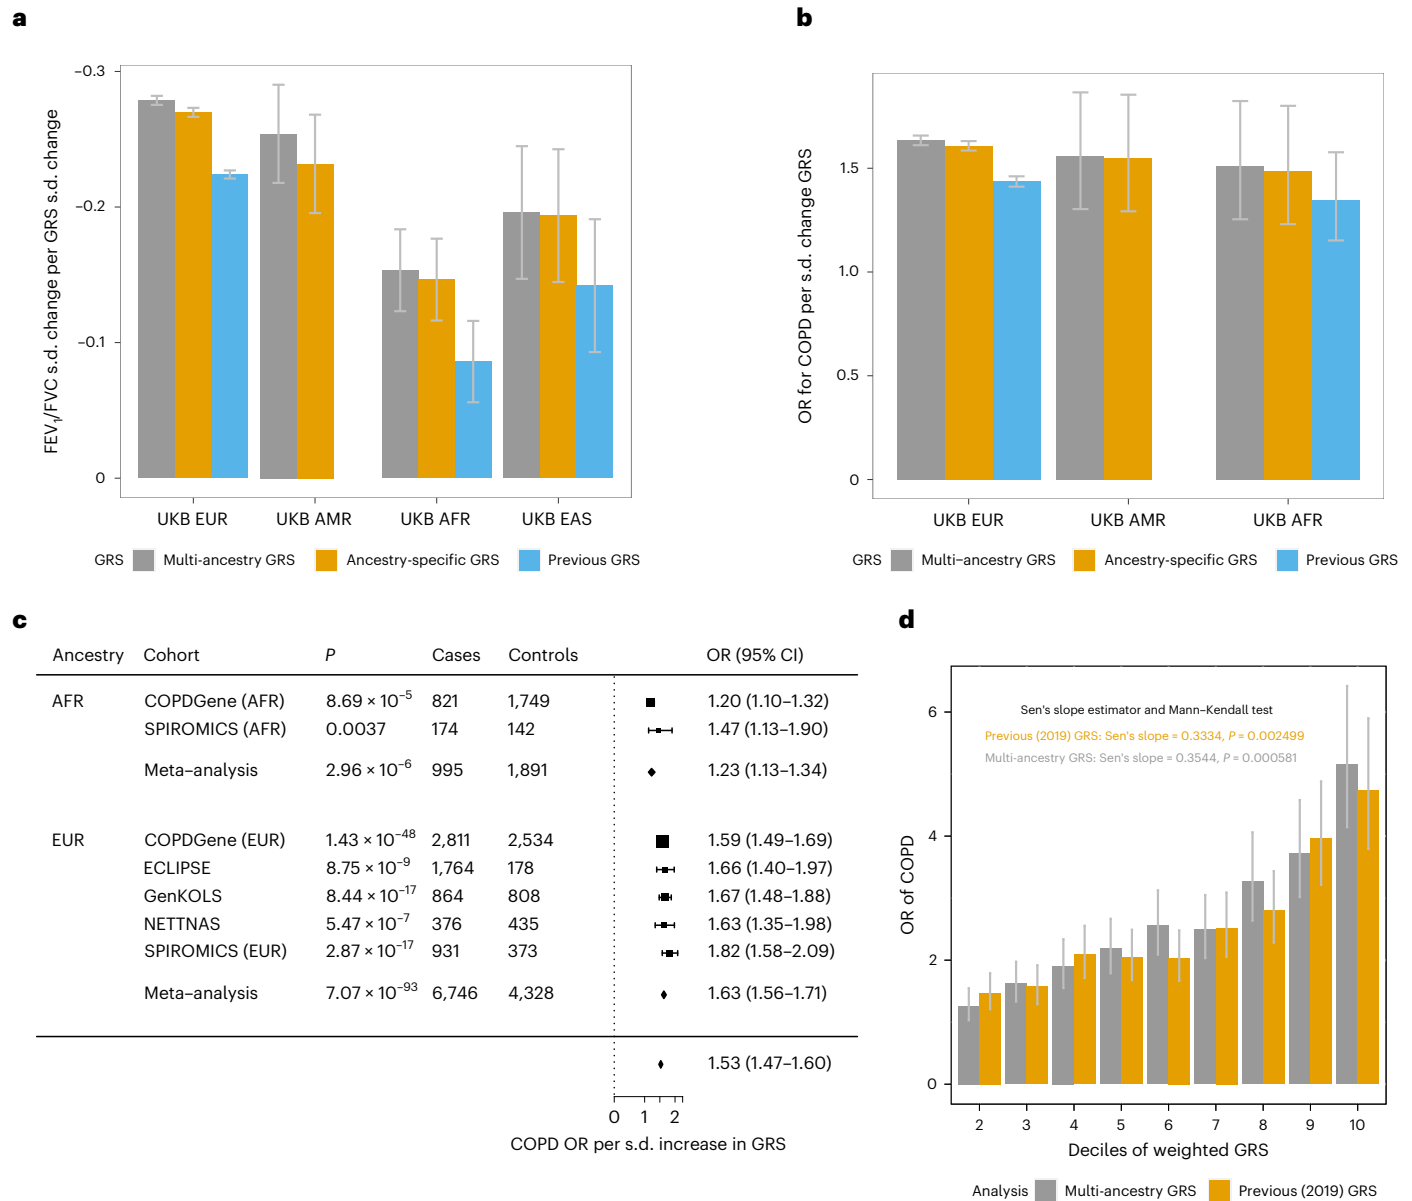 a
FEV1/FVC s.d. change per GRS s.d. change
−0.3
−0.2
−0.1
0
UKB EUR
UKB AMR
UKB AFR
UKB EAS
GRS Multi-ancestry GRS Ancestry-specific GRS Previous GRS
b
OR for COPD per s.d. change GRS
1.5
1.0
0.5
0
UKB EUR
UKB AMR
UKB AFR
GRS Multi–ancestry GRS Ancestry-specific GRS Previous GRS
c
Ancestry Cohort P Cases Controls OR (95% CI)
AFR COPDGene (AFR) 8.69 × 10−5 821 1,749 1.20 (1.10–1.32)
SPIROMICS (AFR) 0.0037 174 142 1.47 (1.13–1.90)
Meta–analysis 2.96 × 10−6 995 1,891 1.23 (1.13–1.34)
EUR COPDGene (EUR) 1.43 × 10−48 2,811 2,534 1.59 (1.49–1.69)
ECLIPSE 8.75 × 10−9 1,764 178 1.66 (1.40–1.97)
GenKOLS 8.44 × 10−17 864 808 1.67 (1.48–1.88)
NETTNAS 5.47 × 10−7 376 435 1.63 (1.35–1.98)
SPIROMICS (EUR) 2.87 × 10−17 931 373 1.82 (1.58–2.09)
Meta–analysis 7.07 × 10−93 6,746 4,328 1.63 (1.56–1.71)
1.53 (1.47–1.60)
0 1 2
COPD OR per s.d. increase in GRS
d
OR of COPD
6
4
2
0
Sen's slope estimator and Mann–Kendall test
Previous (2019) GRS: Sen's slope = 0.3334, P = 0.002499
Multi-ancestry GRS: Sen's slope = 0.3544, P = 0.000581
2 3 4 5 6 7 8 9 10
Deciles of weighted GRS
Analysis Multi-ancestry GRS Previous (2019) GRS